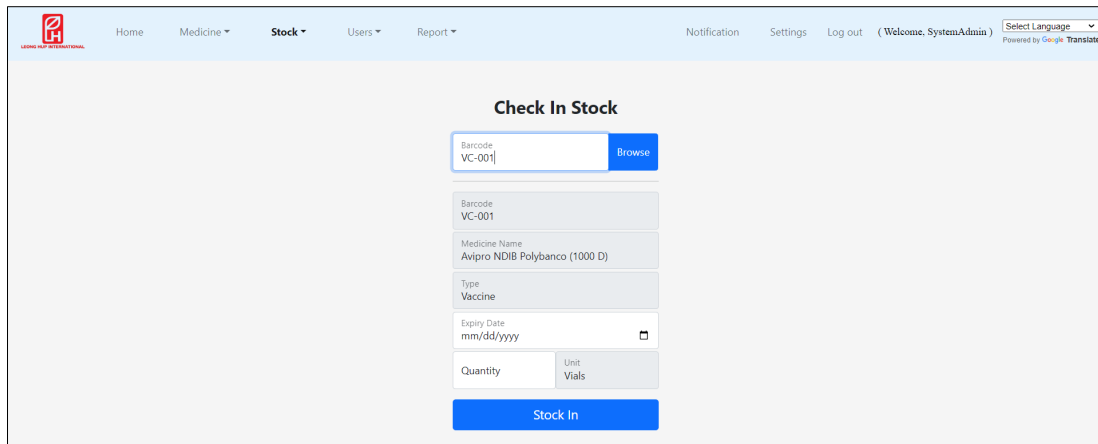 LEONG HUP INTERNATIONAL
Home Medicine Stock Users Report Notification Settings Log out ( Welcome, SystemAdmin ) Select Language
Powered by Google Translate
Check In Stock
Barcode
VC-001
Browse
Barcode
VC-001
Medicine Name
Avipro NDIB Polybanco (1000 D)
Type
Vaccine
Expiry Date
mm/dd/yyyy
Quantity
Unit
Vials
Stock In